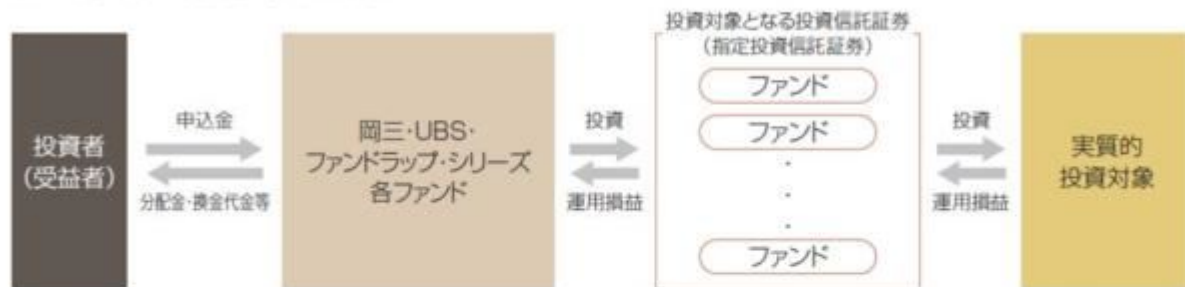 投資者
(受益者)
申込金
分配金・換金代金等
岡三・UBS・
ファンドラップ・シリーズ
各ファンド
投資
運用損益
投資対象となる投資信託証券
(指定投資信託証券)
ファンド
ファンド
・
・
・
ファンド
投資
運用損益
実質的
投資対象